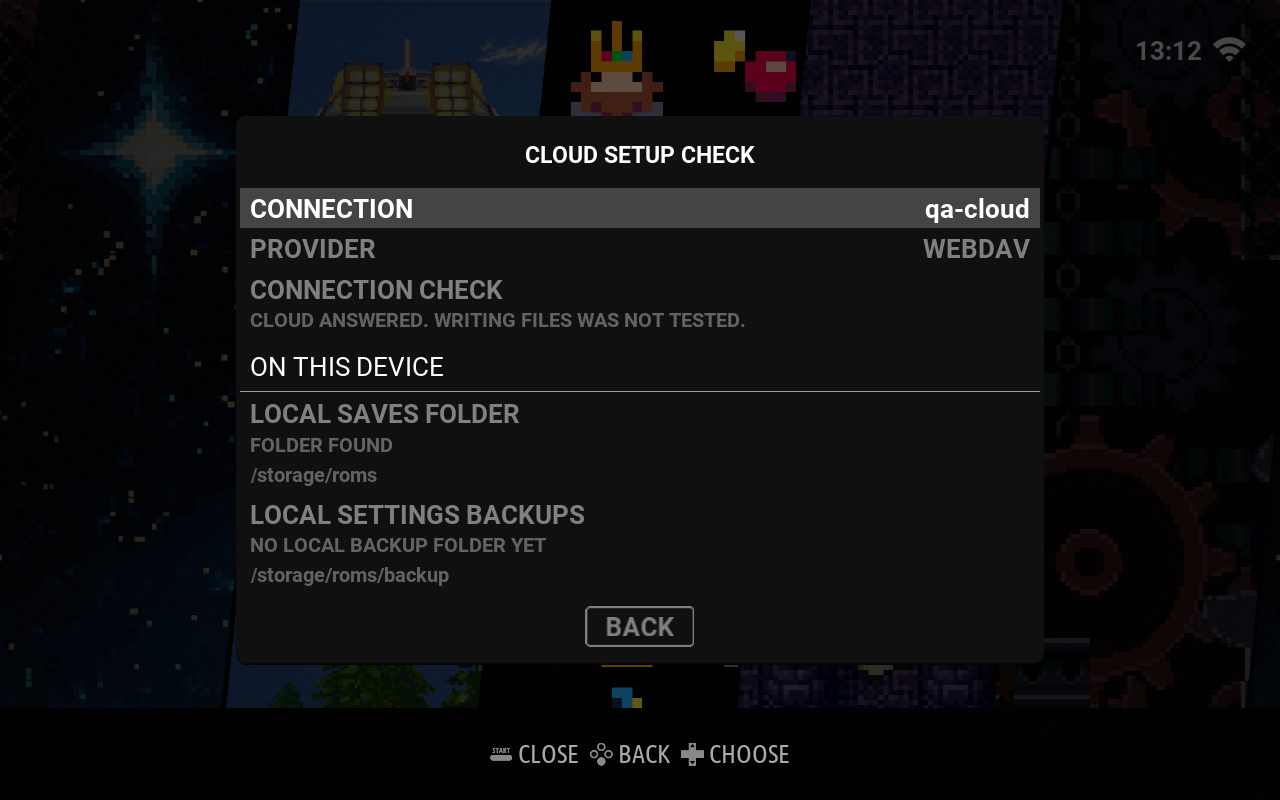 13:12
CLOUD SETUP CHECK
CONNECTION qa-cloud
PROVIDER WEBDAV
CONNECTION CHECK
CLOUD ANSWERED. WRITING FILES WAS NOT TESTED.
ON THIS DEVICE
LOCAL SAVES FOLDER
FOLDER FOUND
/storage/roms
LOCAL SETTINGS BACKUPS
NO LOCAL BACKUP FOLDER YET
/storage/roms/backup
BACK
START CLOSE BACK CHOOSE